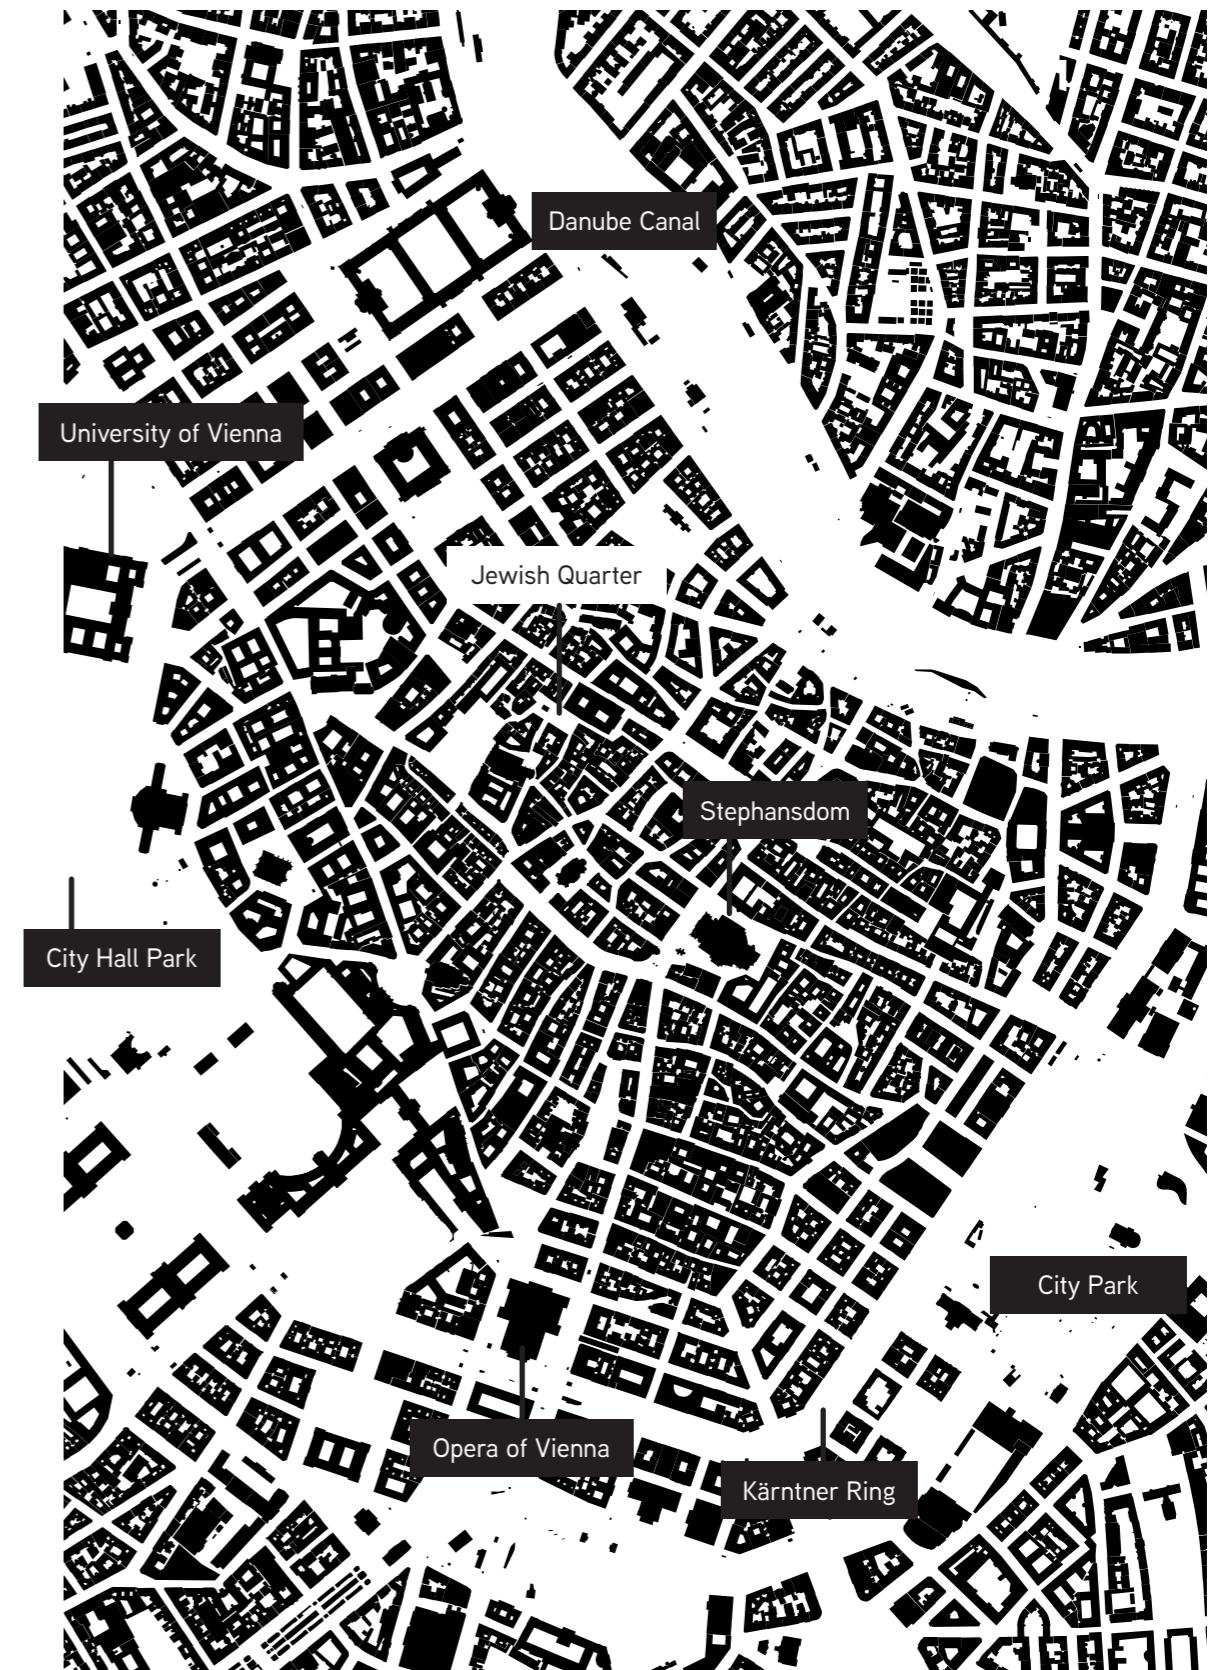 Danube Canal
University of Vienna
Jewish Quarter
Stephansdom
City Hall Park
City Park
Opera of Vienna
Kärntner Ring